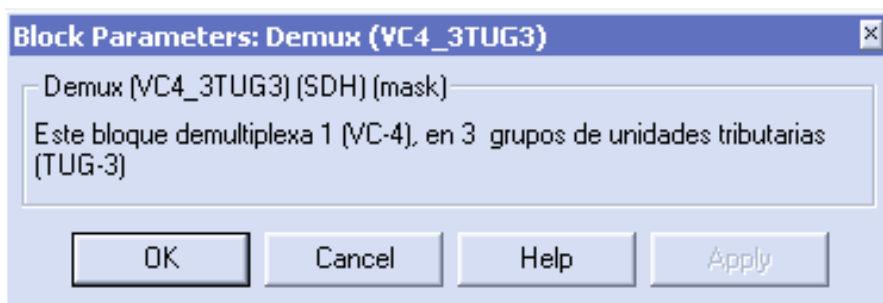 Block Parameters: Demux (VC4_3TUG3)
Demux (VC4_3TUG3) (SDH) (mask)
Este bloque demultiplexa 1 (VC-4), en 3 grupos de unidades tributarias
(TUG-3)
OK Cancel Help Apply